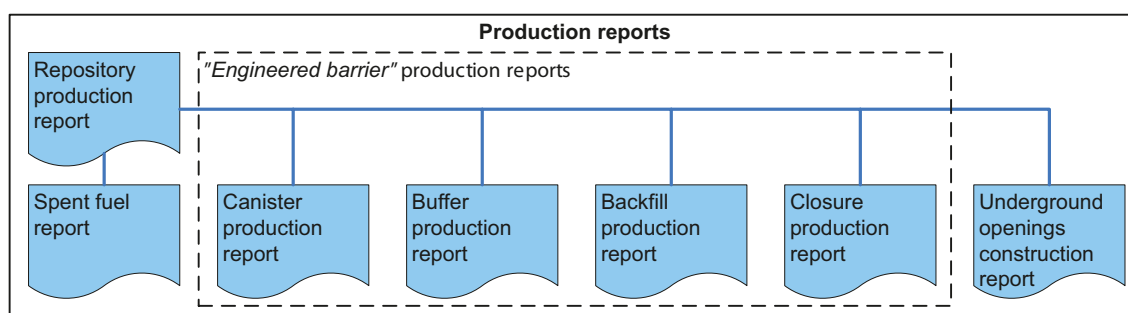 Production reports
Repository
production
report
"Engineered barrier" production reports
Spent fuel
report
Canister
production
report
Buffer
production
report
Backfill
production
report
Closure
production
report
Underground
openings
construction
report